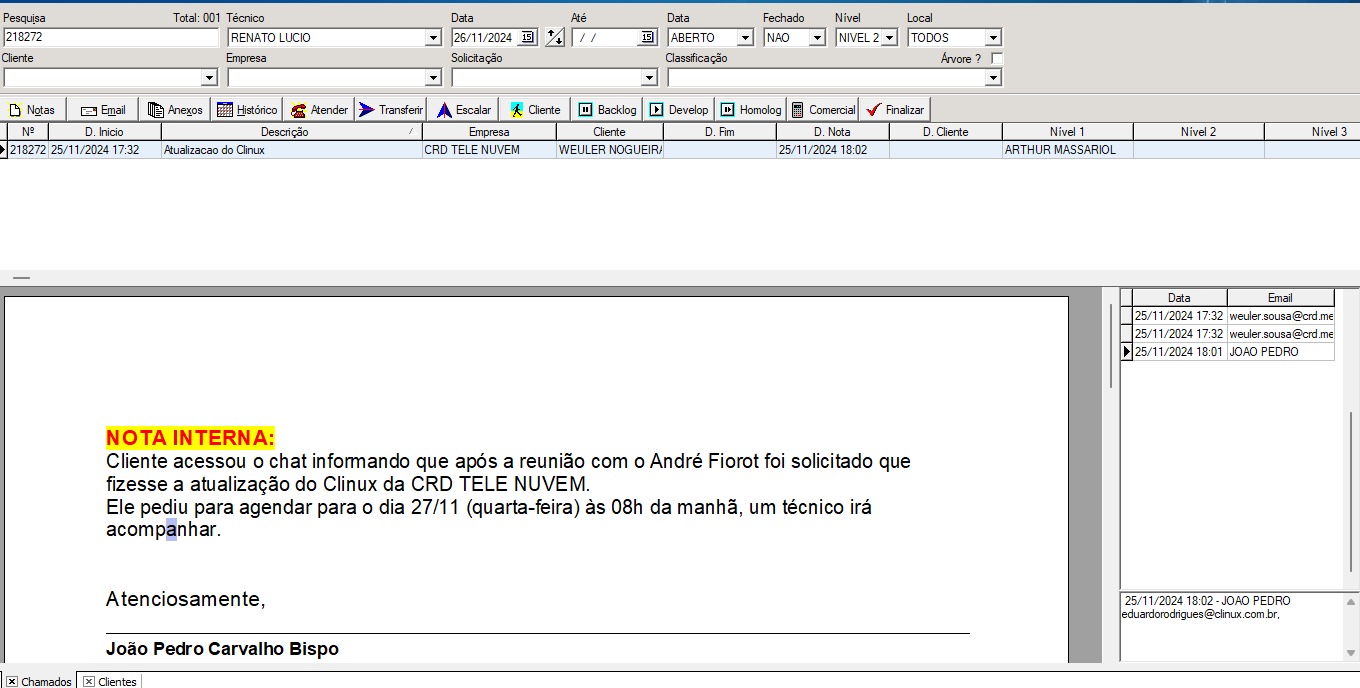 Pesquisa Total: 001 Técnico Data Até Data Fechado Nível Local
218272 RENATO LUCIO 26/11/2024 15 / / 15 ABERTO NAO NIVEL 2 TODOS
Cliente Empresa Solicitação Classificação Árvore ?
Notas Email Anexos Histórico Atender Transferir Escalar Cliente Backlog Develop Homolog Comercial Finalizar
Nº D. Inicio Descrição Empresa Cliente D. Fim D. Nota D. Cliente Nível 1 Nível 2 Nível 3
218272 25/11/2024 17:32 Atualizacao do Clinux CRD TELE NUVEM WEULER NOGUEIRA 25/11/2024 18:02 ARTHUR MASSARIOL
NOTA INTERNA:
Cliente acessou o chat informando que após a reunião com o André Fiorot foi solicitado que
fizesse a atualização do Clinux da CRD TELE NUVEM.
Ele pediu para agendar para o dia 27/11 (quarta-feira) às 08h da manhã, um técnico irá
acompanhar.
Atenciosamente,
João Pedro Carvalho Bispo
Data Email
25/11/2024 17:32 weuler.sousa@crd.me
25/11/2024 17:32 weuler.sousa@crd.me
25/11/2024 18:01 JOAO PEDRO
25/11/2024 18:02 - JOAO PEDRO
eduardorodrigues@clinux.com.br,
Chamados Clientes